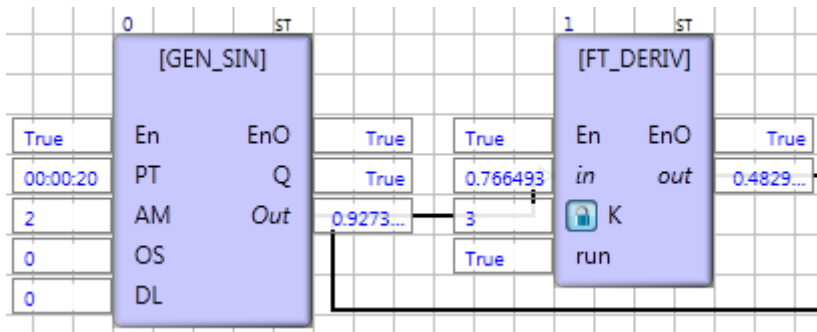 0 ST 1 ST
[GEN_SIN] [FT_DERIV]
True En EnO True True En EnO True
00:00:20 PT Q True 0.766493 in out 0.4829...
2 AM Out 0.9273... 3 K
0 OS True run
0 DL